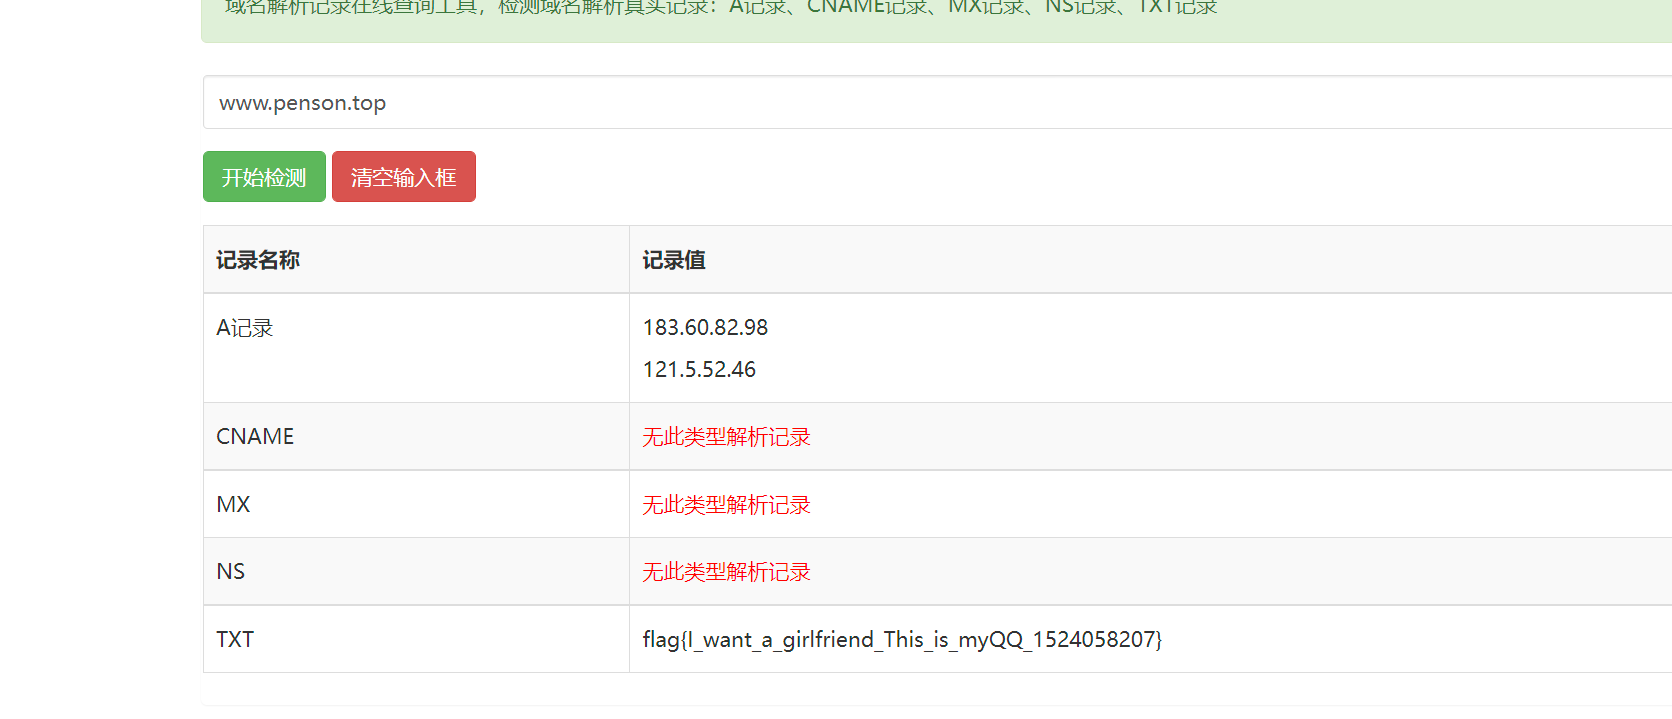 域名解析记录在线查询工具，检测域名解析真实记录：A记录、CNAME记录、MX记录、NS记录、TXT记录
www.penson.top
开始检测 清空输入框
记录名称 记录值
A记录 183.60.82.98
121.5.52.46
CNAME 无此类型解析记录
MX 无此类型解析记录
NS 无此类型解析记录
TXT flag{I_want_a_girlfriend_This_is_myQQ_1524058207}